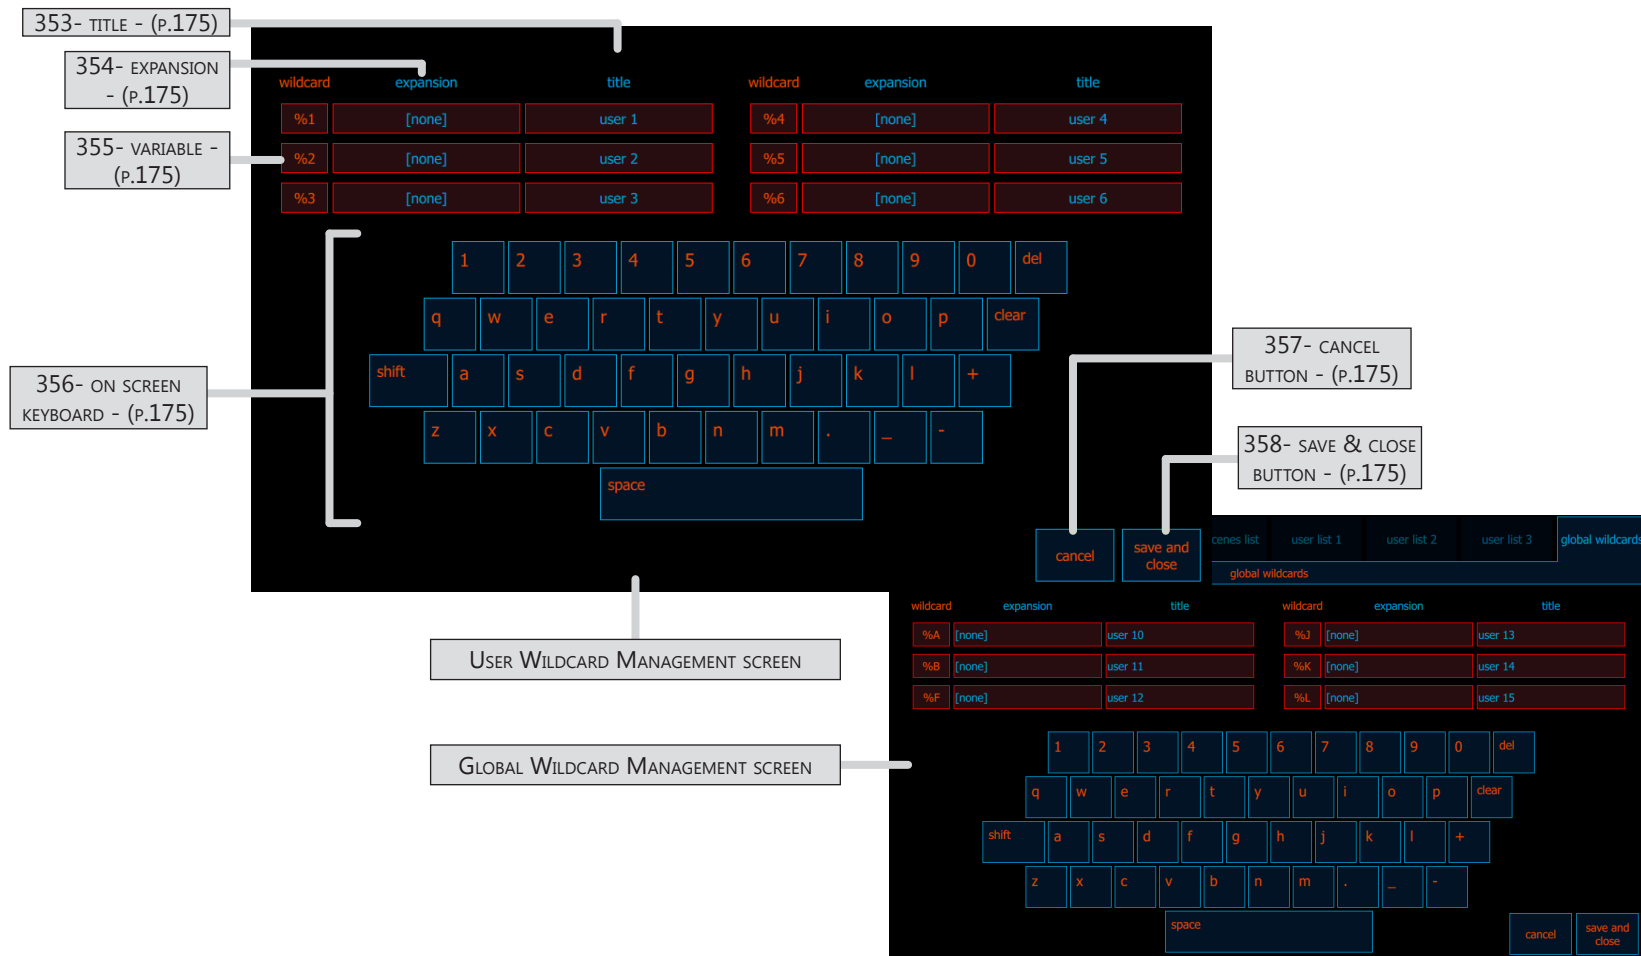 353- TITLE - (P.175)
354- EXPANSION
- (P.175)
355- VARIABLE -
(P.175)
356- ON SCREEN
KEYBOARD - (P.175)
wildcard expansion title wildcard expansion title
%1 [none] user 1 %4 [none] user 4
%2 [none] user 2 %5 [none] user 5
%3 [none] user 3 %6 [none] user 6
1 2 3 4 5 6 7 8 9 0 del
q w e r t y u i o p clear
shift a s d f g h j k l +
z x c v b n m . _ -
space
cancel save and
close
357- CANCEL
BUTTON - (P.175)
358- SAVE & CLOSE
BUTTON - (P.175)
USER WILDCARD MANAGEMENT SCREEN
GLOBAL WILDCARD MANAGEMENT SCREEN
cenes list user list 1 user list 2 user list 3 global wildcards
global wildcards
wildcard expansion title wildcard expansion title
%A [none] user 10 %J [none] user 13
%B [none] user 11 %K [none] user 14
%F [none] user 12 %L [none] user 15
1 2 3 4 5 6 7 8 9 0 del
q w e r t y u i o p clear
shift a s d f g h j k l +
z x c v b n m . _ -
space
cancel save and
close